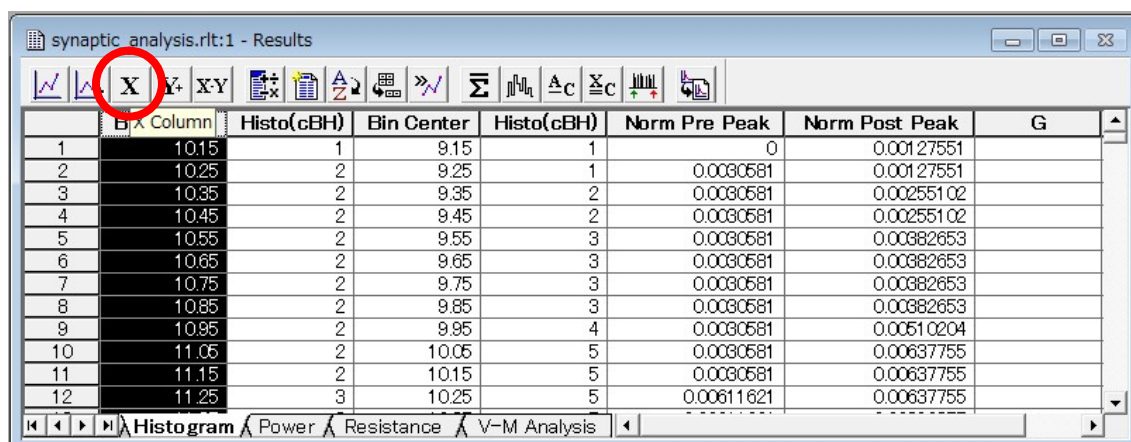 synaptic_analysis.rlt:1 - Results
X Y+ X-Y A Z Σ A C X C
B X Column Histo(cBH) Bin Center Histo(cBH) Norm Pre Peak Norm Post Peak G
1 10.15 1 9.15 1 0 0.00127551
2 10.25 2 9.25 1 0.0030581 0.00127551
3 10.35 2 9.35 2 0.0030581 0.00255102
4 10.45 2 9.45 2 0.0030581 0.00255102
5 10.55 2 9.55 3 0.0030581 0.00382653
6 10.65 2 9.65 3 0.0030581 0.00382653
7 10.75 2 9.75 3 0.0030581 0.00382653
8 10.85 2 9.85 3 0.0030581 0.00382653
9 10.95 2 9.95 4 0.0030581 0.00510204
10 11.05 2 10.05 5 0.0030581 0.00637755
11 11.15 2 10.15 5 0.0030581 0.00637755
12 11.25 3 10.25 5 0.00611621 0.00637755
Histogram Power Resistance V-M Analysis